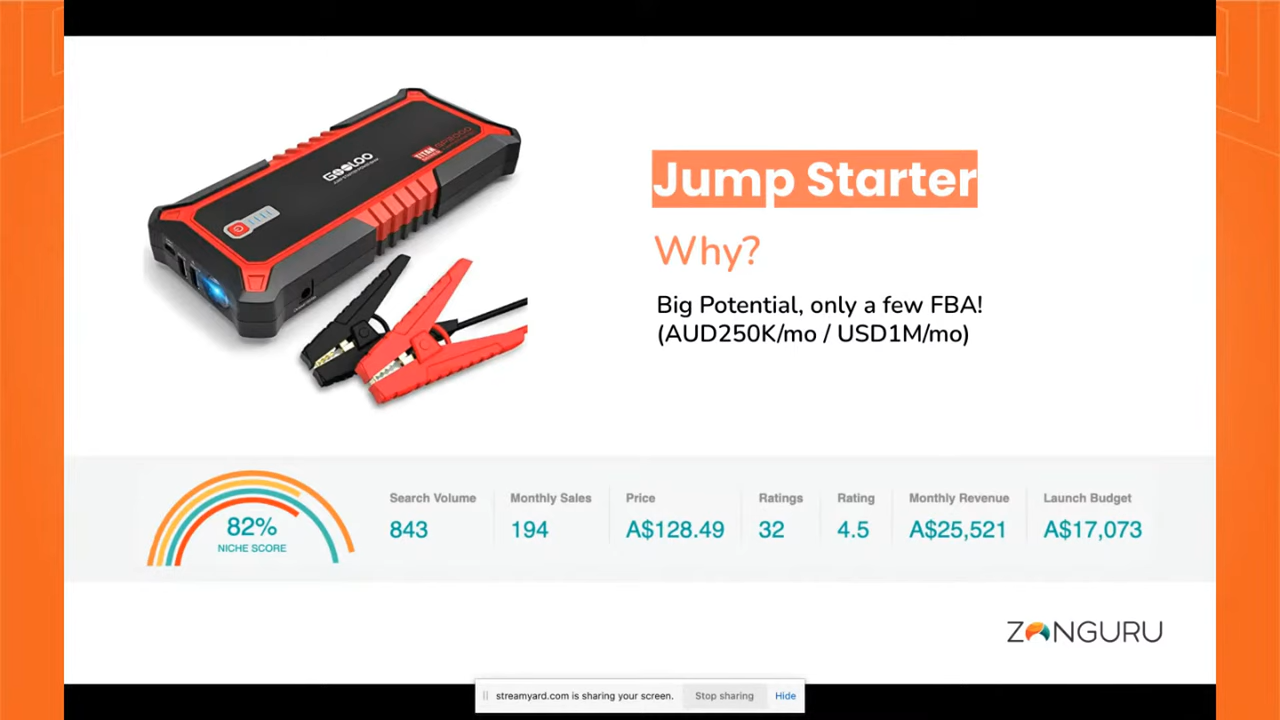 GOOLOO
TITAN
Jump Starter
Why?
Big Potential, only a few FBA!
(AUD250K/mo / USD1M/mo)
82%
NICHE SCORE
Search Volume
843
Monthly Sales
194
Price
A$128.49
Ratings
32
Rating
4.5
Monthly Revenue
A$25,521
Launch Budget
A$17,073
ZONGURU
streamyard.com is sharing your screen.
Stop sharing
Hide